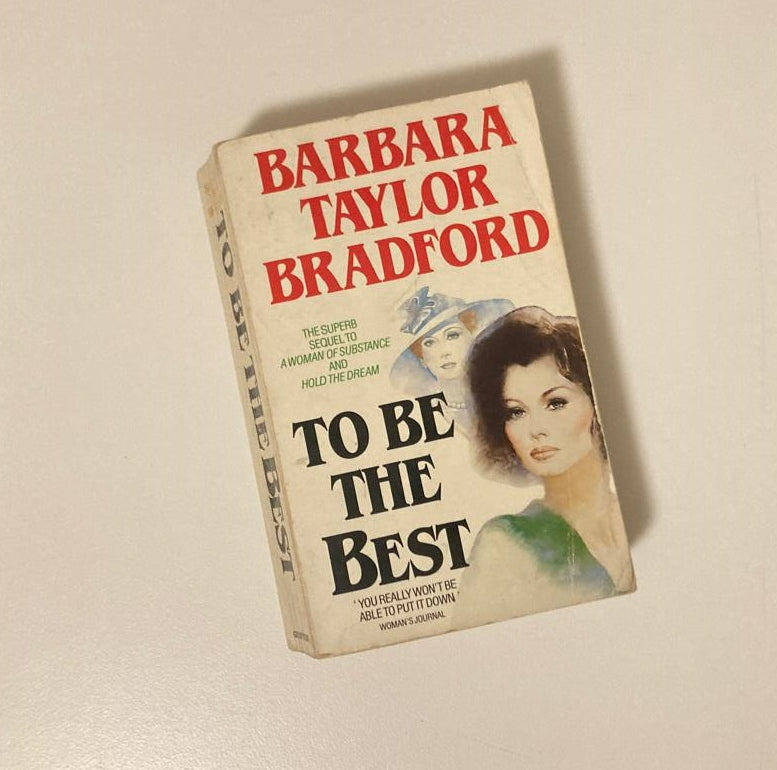 BARBARA
TAYLOR
BRADFORD
THE SUPERB
SEQUEL TO
A WOMAN OF SUBSTANCE
AND
HOLD THE DREAM
TO BE
THE
BEST
‘YOU REALLY WON'T BE
ABLE TO PUT IT DOWN.’
WOMAN'S JOURNAL
TO BE THE BEST